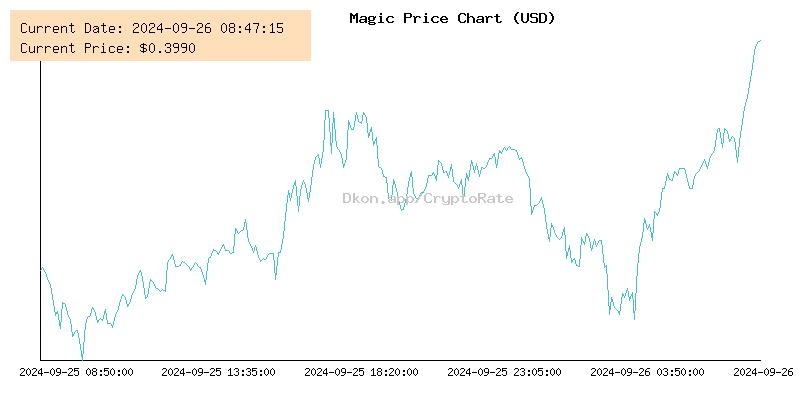 Magic Price Chart (USD)
Current Date: 2024-09-26 08:47:15
Current Price: $0.3990
Dkon.app/CryptoRate
2024-09-25 08:50:00
2024-09-25 13:35:00
2024-09-25 18:20:00
2024-09-25 23:05:00
2024-09-26 03:50:00
2024-09-26